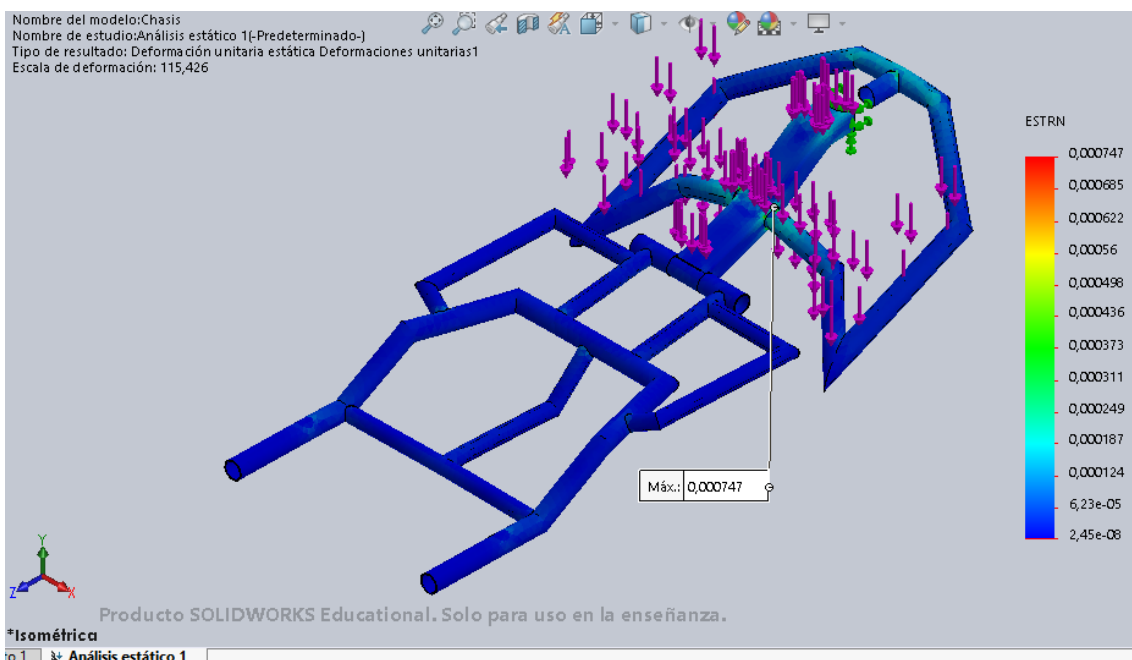 Nombre del modelo:Chasis
Nombre de estudio:Análisis estático 1(-Predeterminado-)
Tipo de resultado: Deformación unitaria estática Deformaciones unitarias1
Escala de deformación: 115,426
ESTRN
0,000747
0,000685
0,000622
0,00056
0,000498
0,000436
0,000373
0,000311
0,000249
0,000187
0,000124
6,23e-05
2,45e-08
Máx.: 0,000747
Y
Z
X
Producto SOLIDWORKS Educational. Solo para uso en la enseñanza.
*Isométrica
o 1 Análisis estático 1